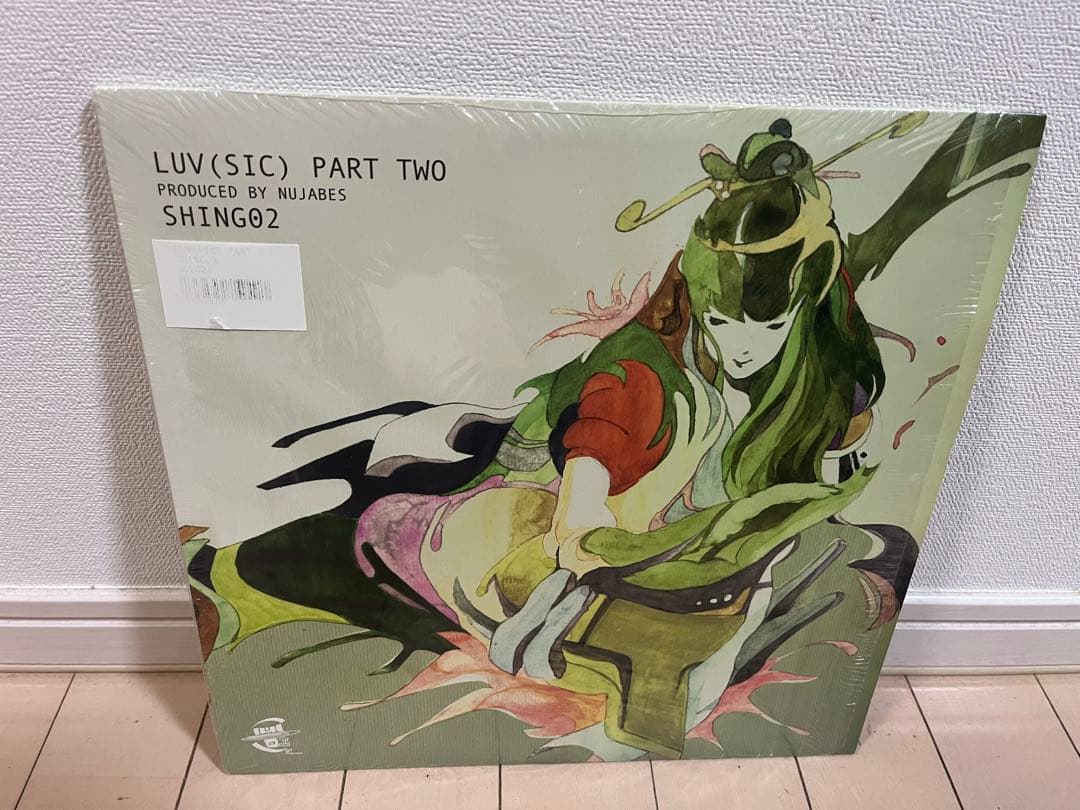 LUV(SIC) PART TWO
PRODUCED BY NUJABES
SHING02